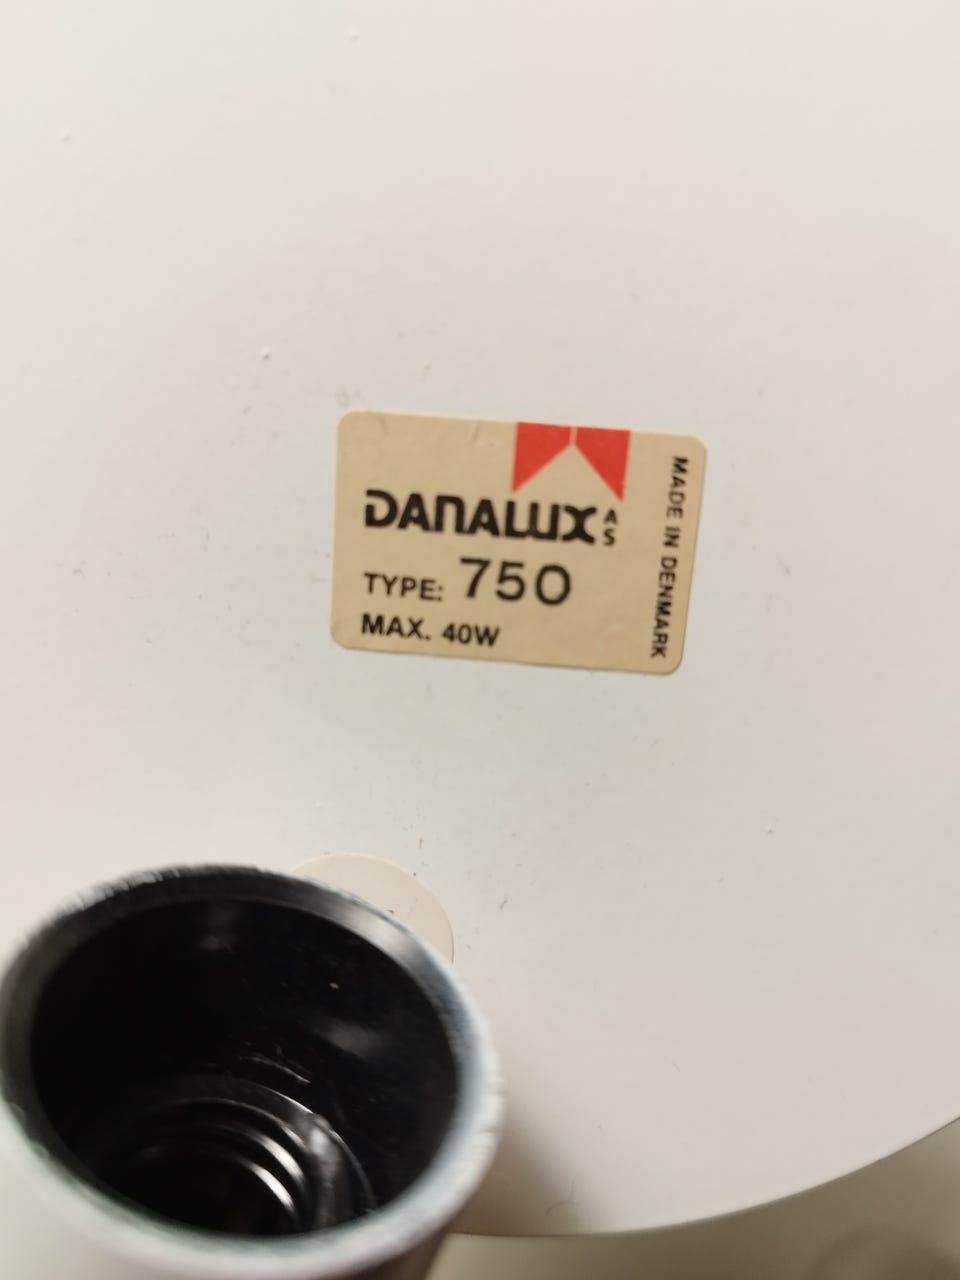 DANALUX AS
TYPE: 750
MAX. 40W
MADE IN DENMARK